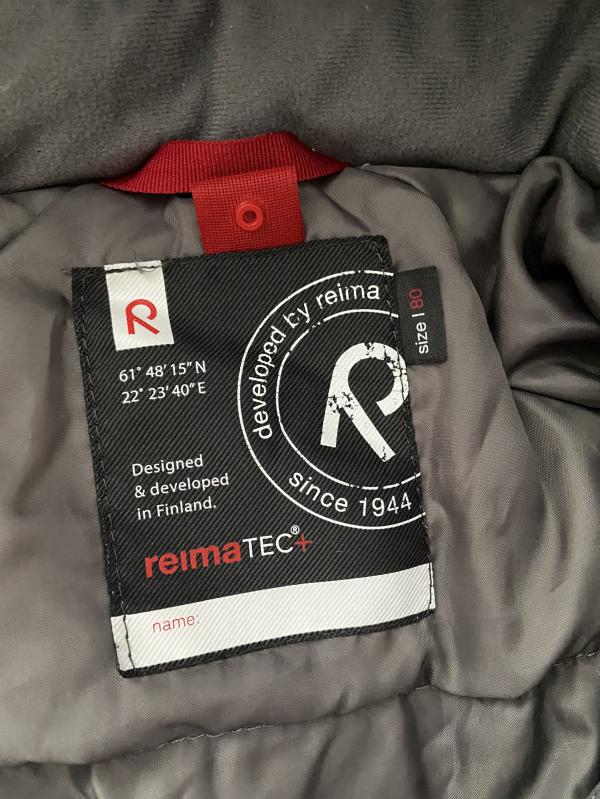 R
61° 48' 15" N
22° 23' 40" E
developed by reima
R
since 1944
size | 80
Designed
& developed
in Finland.
reimaTEC®+
name: